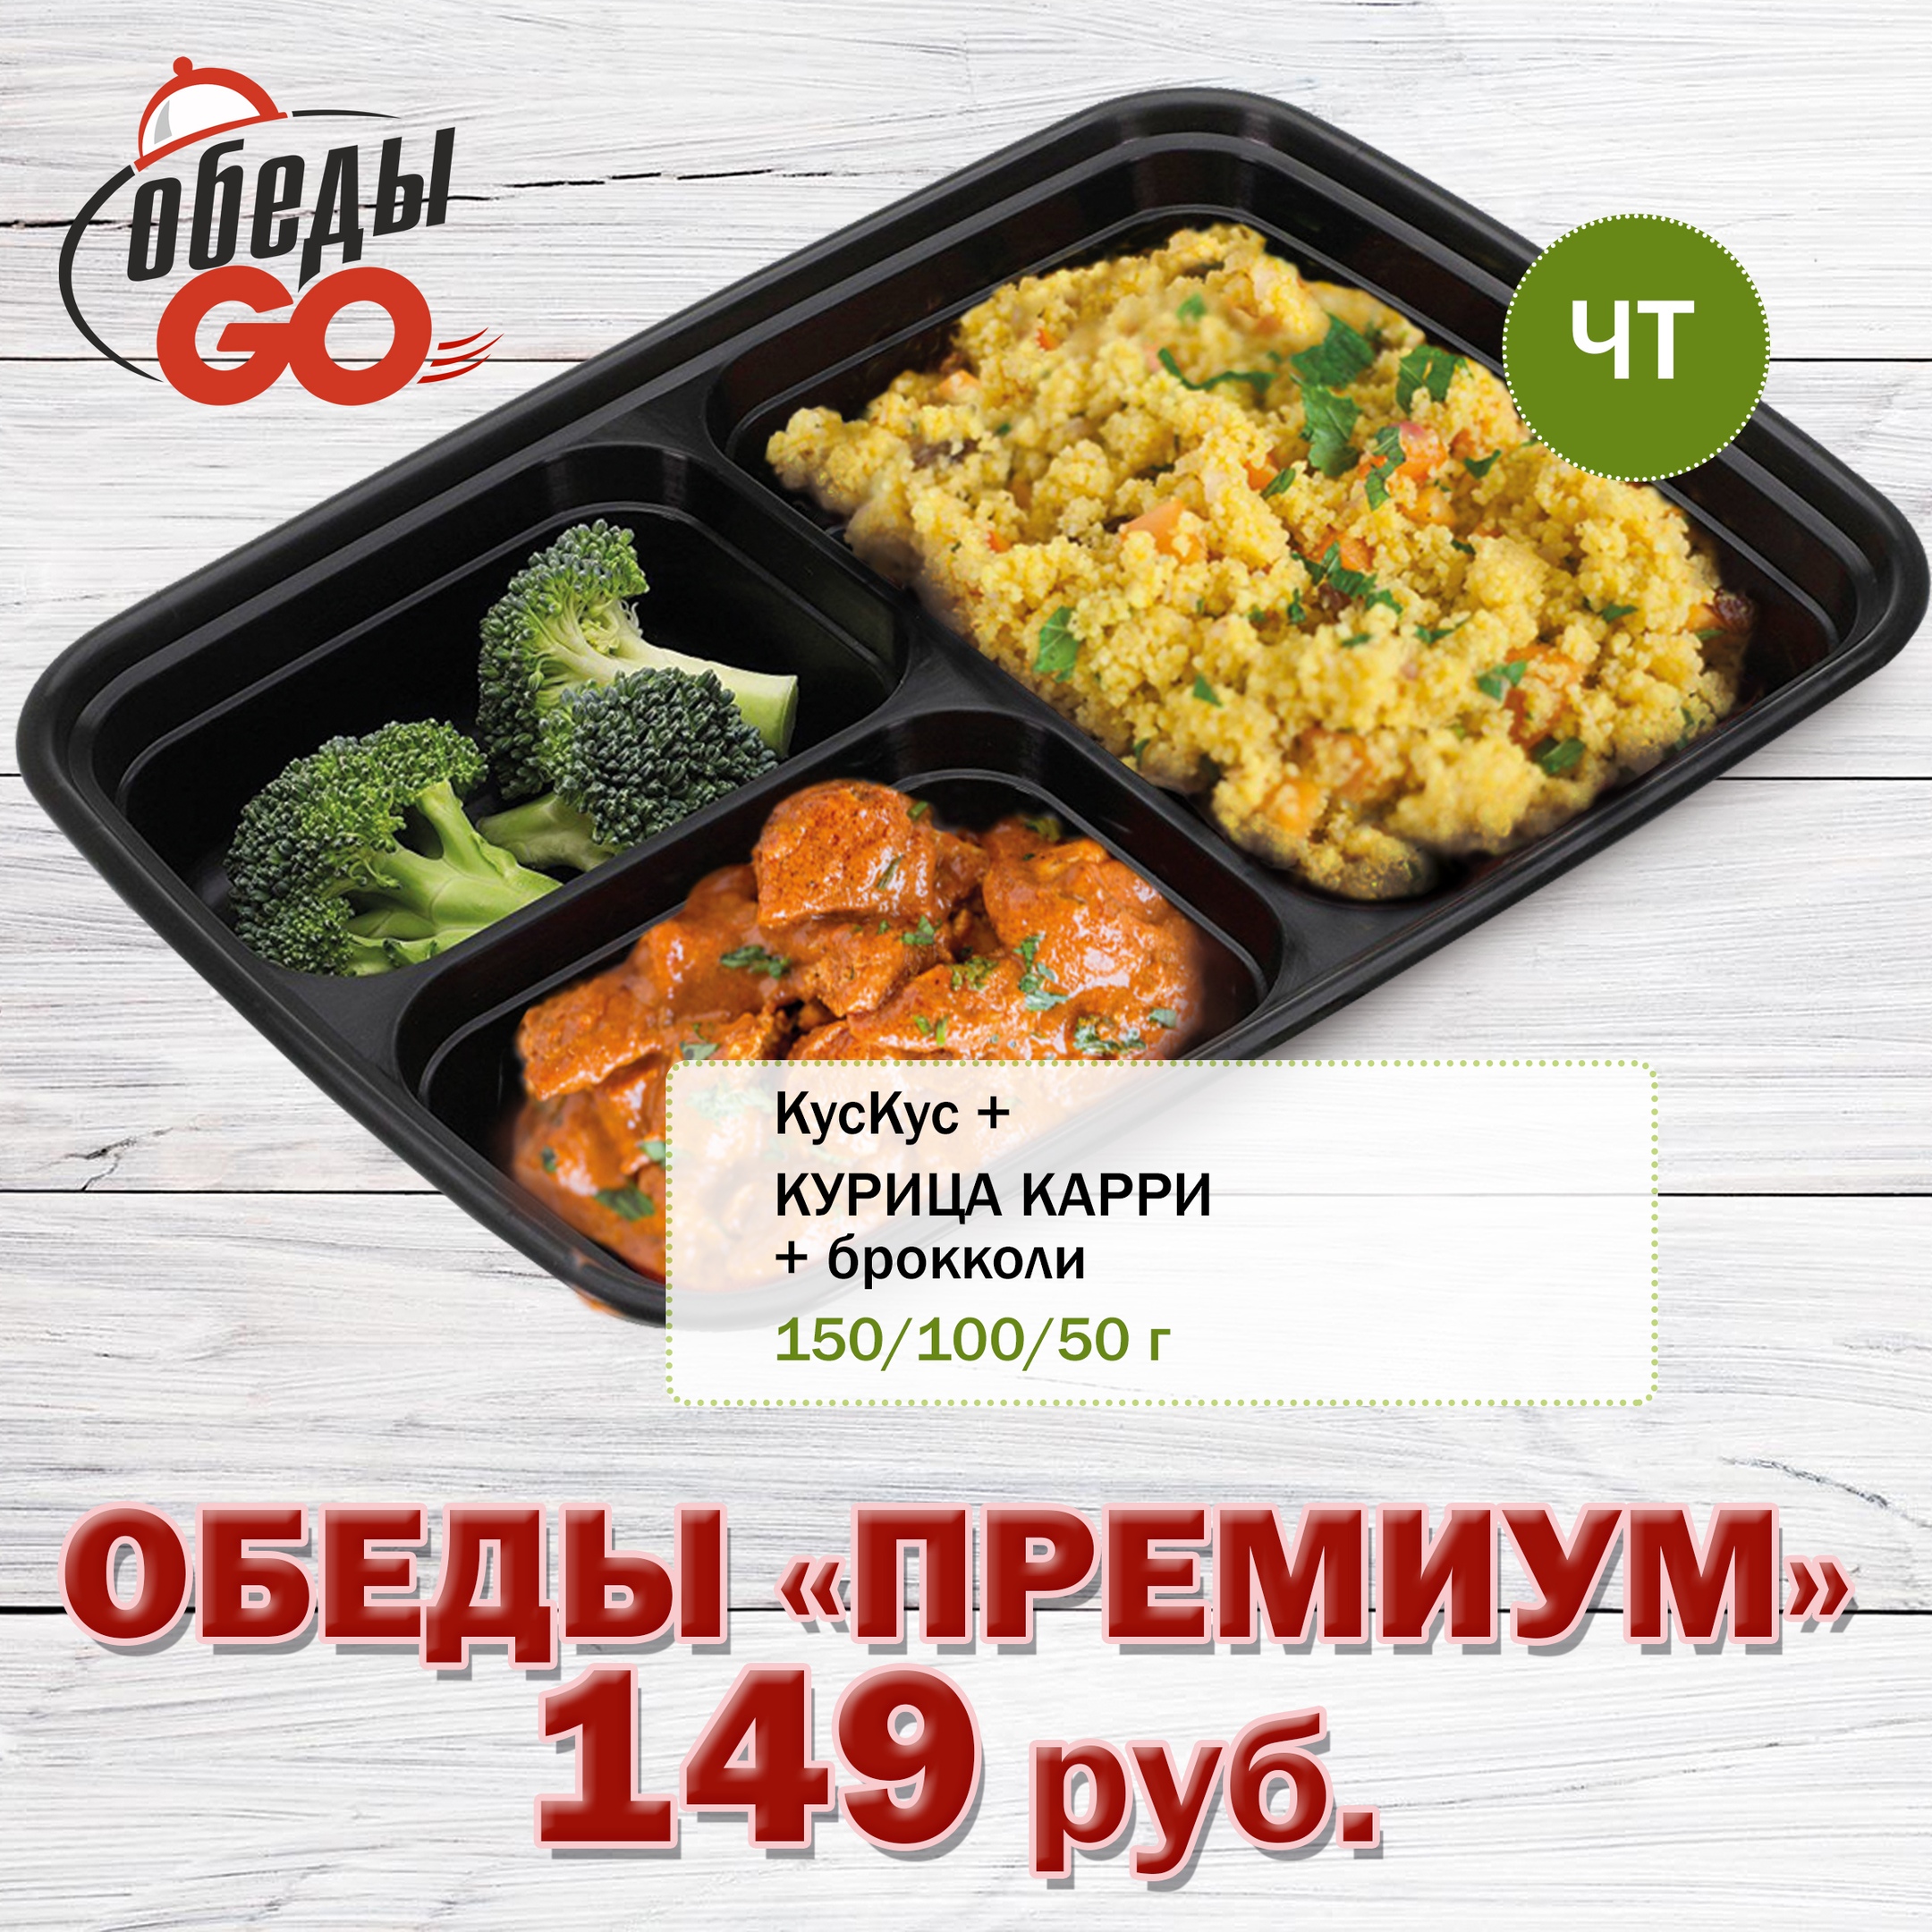 обеды
GO
ЧТ
КусКус +
КУРИЦА КАРРИ
+ брокколи
150/100/50 г
ОБЕДЫ «ПРЕМИУМ»
149 руб.